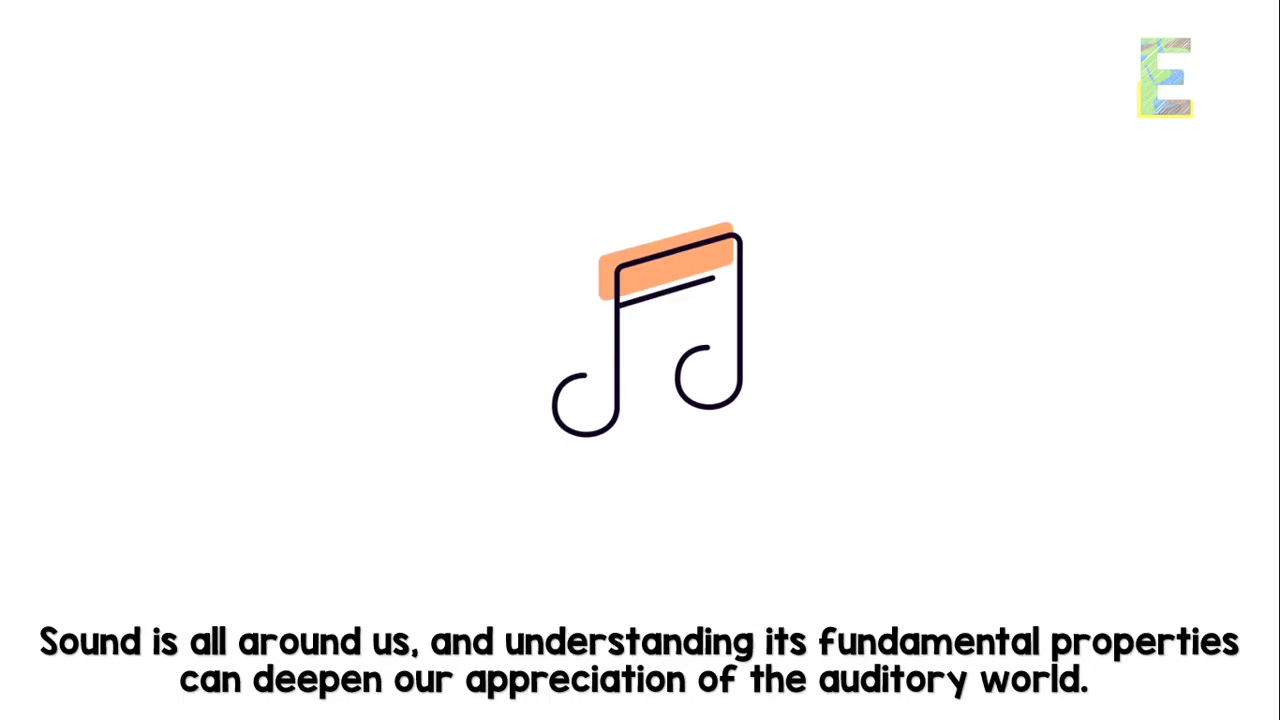 E
Sound is all around us, and understanding its fundamental properties
can deepen our appreciation of the auditory world.